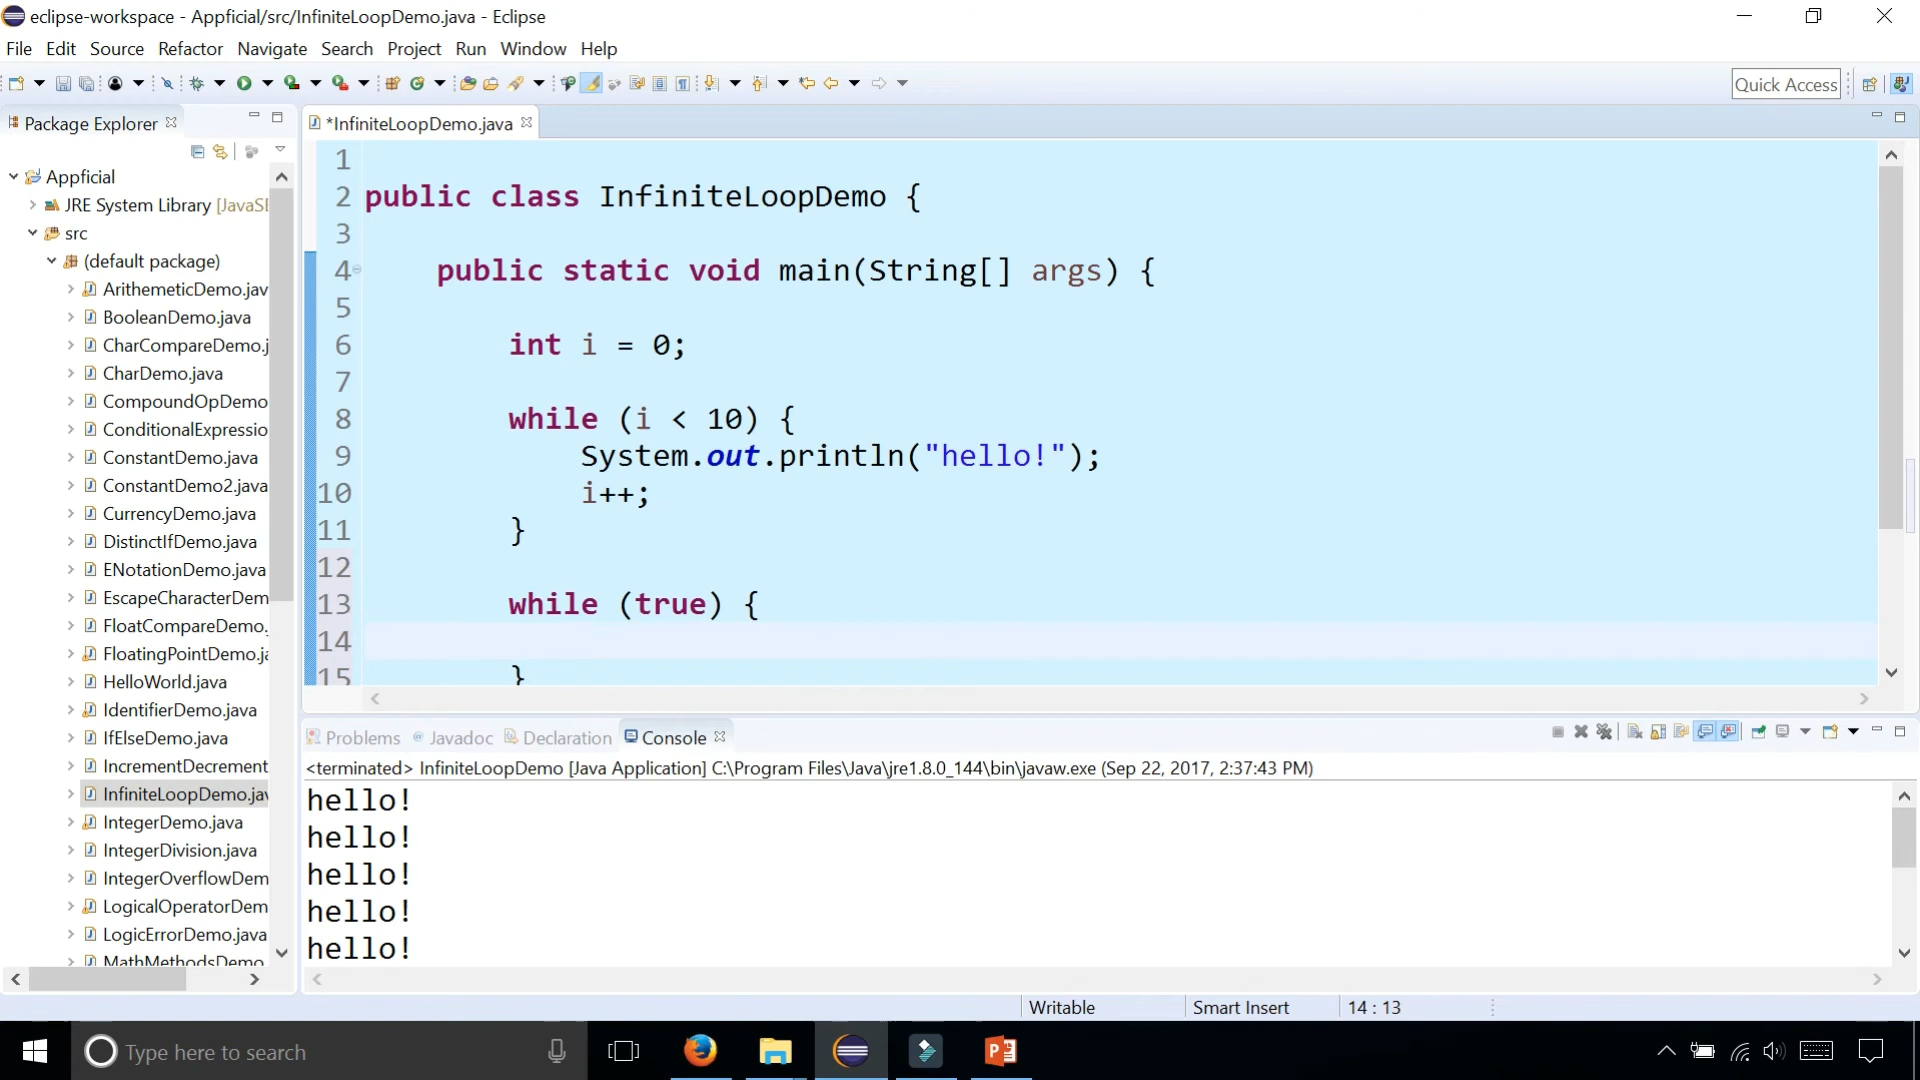 eclipse-workspace - Appficial/src/InfiniteLoopDemo.java - Eclipse
File Edit Source Refactor Navigate Search Project Run Window Help
Quick Access
Package Explorer
*InfiniteLoopDemo.java
Appficial
JRE System Library [JavaSE
src
(default package)
ArithemeticDemo.jav
BooleanDemo.java
CharCompareDemo.j
CharDemo.java
CompoundOpDemo
ConditionalExpressio
ConstantDemo.java
ConstantDemo2.java
CurrencyDemo.java
DistinctIfDemo.java
ENotationDemo.java
EscapeCharacterDem
FloatCompareDemo.
FloatingPointDemo.ja
HelloWorld.java
IdentifierDemo.java
IfElseDemo.java
IncrementDecrement
InfiniteLoopDemo.jav
IntegerDemo.java
IntegerDivision.java
IntegerOverflowDem
LogicalOperatorDem
LogicErrorDemo.java
MathMethodsDemo
1
2 public class InfiniteLoopDemo {
3
4 public static void main(String[] args) {
5
6 int i = 0;
7
8 while (i < 10) {
9 System.out.println("hello!");
10 i++;
11 }
12
13 while (true) {
14
15 }
Problems Javadoc Declaration Console
<terminated> InfiniteLoopDemo [Java Application] C:\Program Files\Java\jre1.8.0_144\bin\javaw.exe (Sep 22, 2017, 2:37:43 PM)
hello!
hello!
hello!
hello!
hello!
Writable Smart Insert 14 : 13
Type here to search